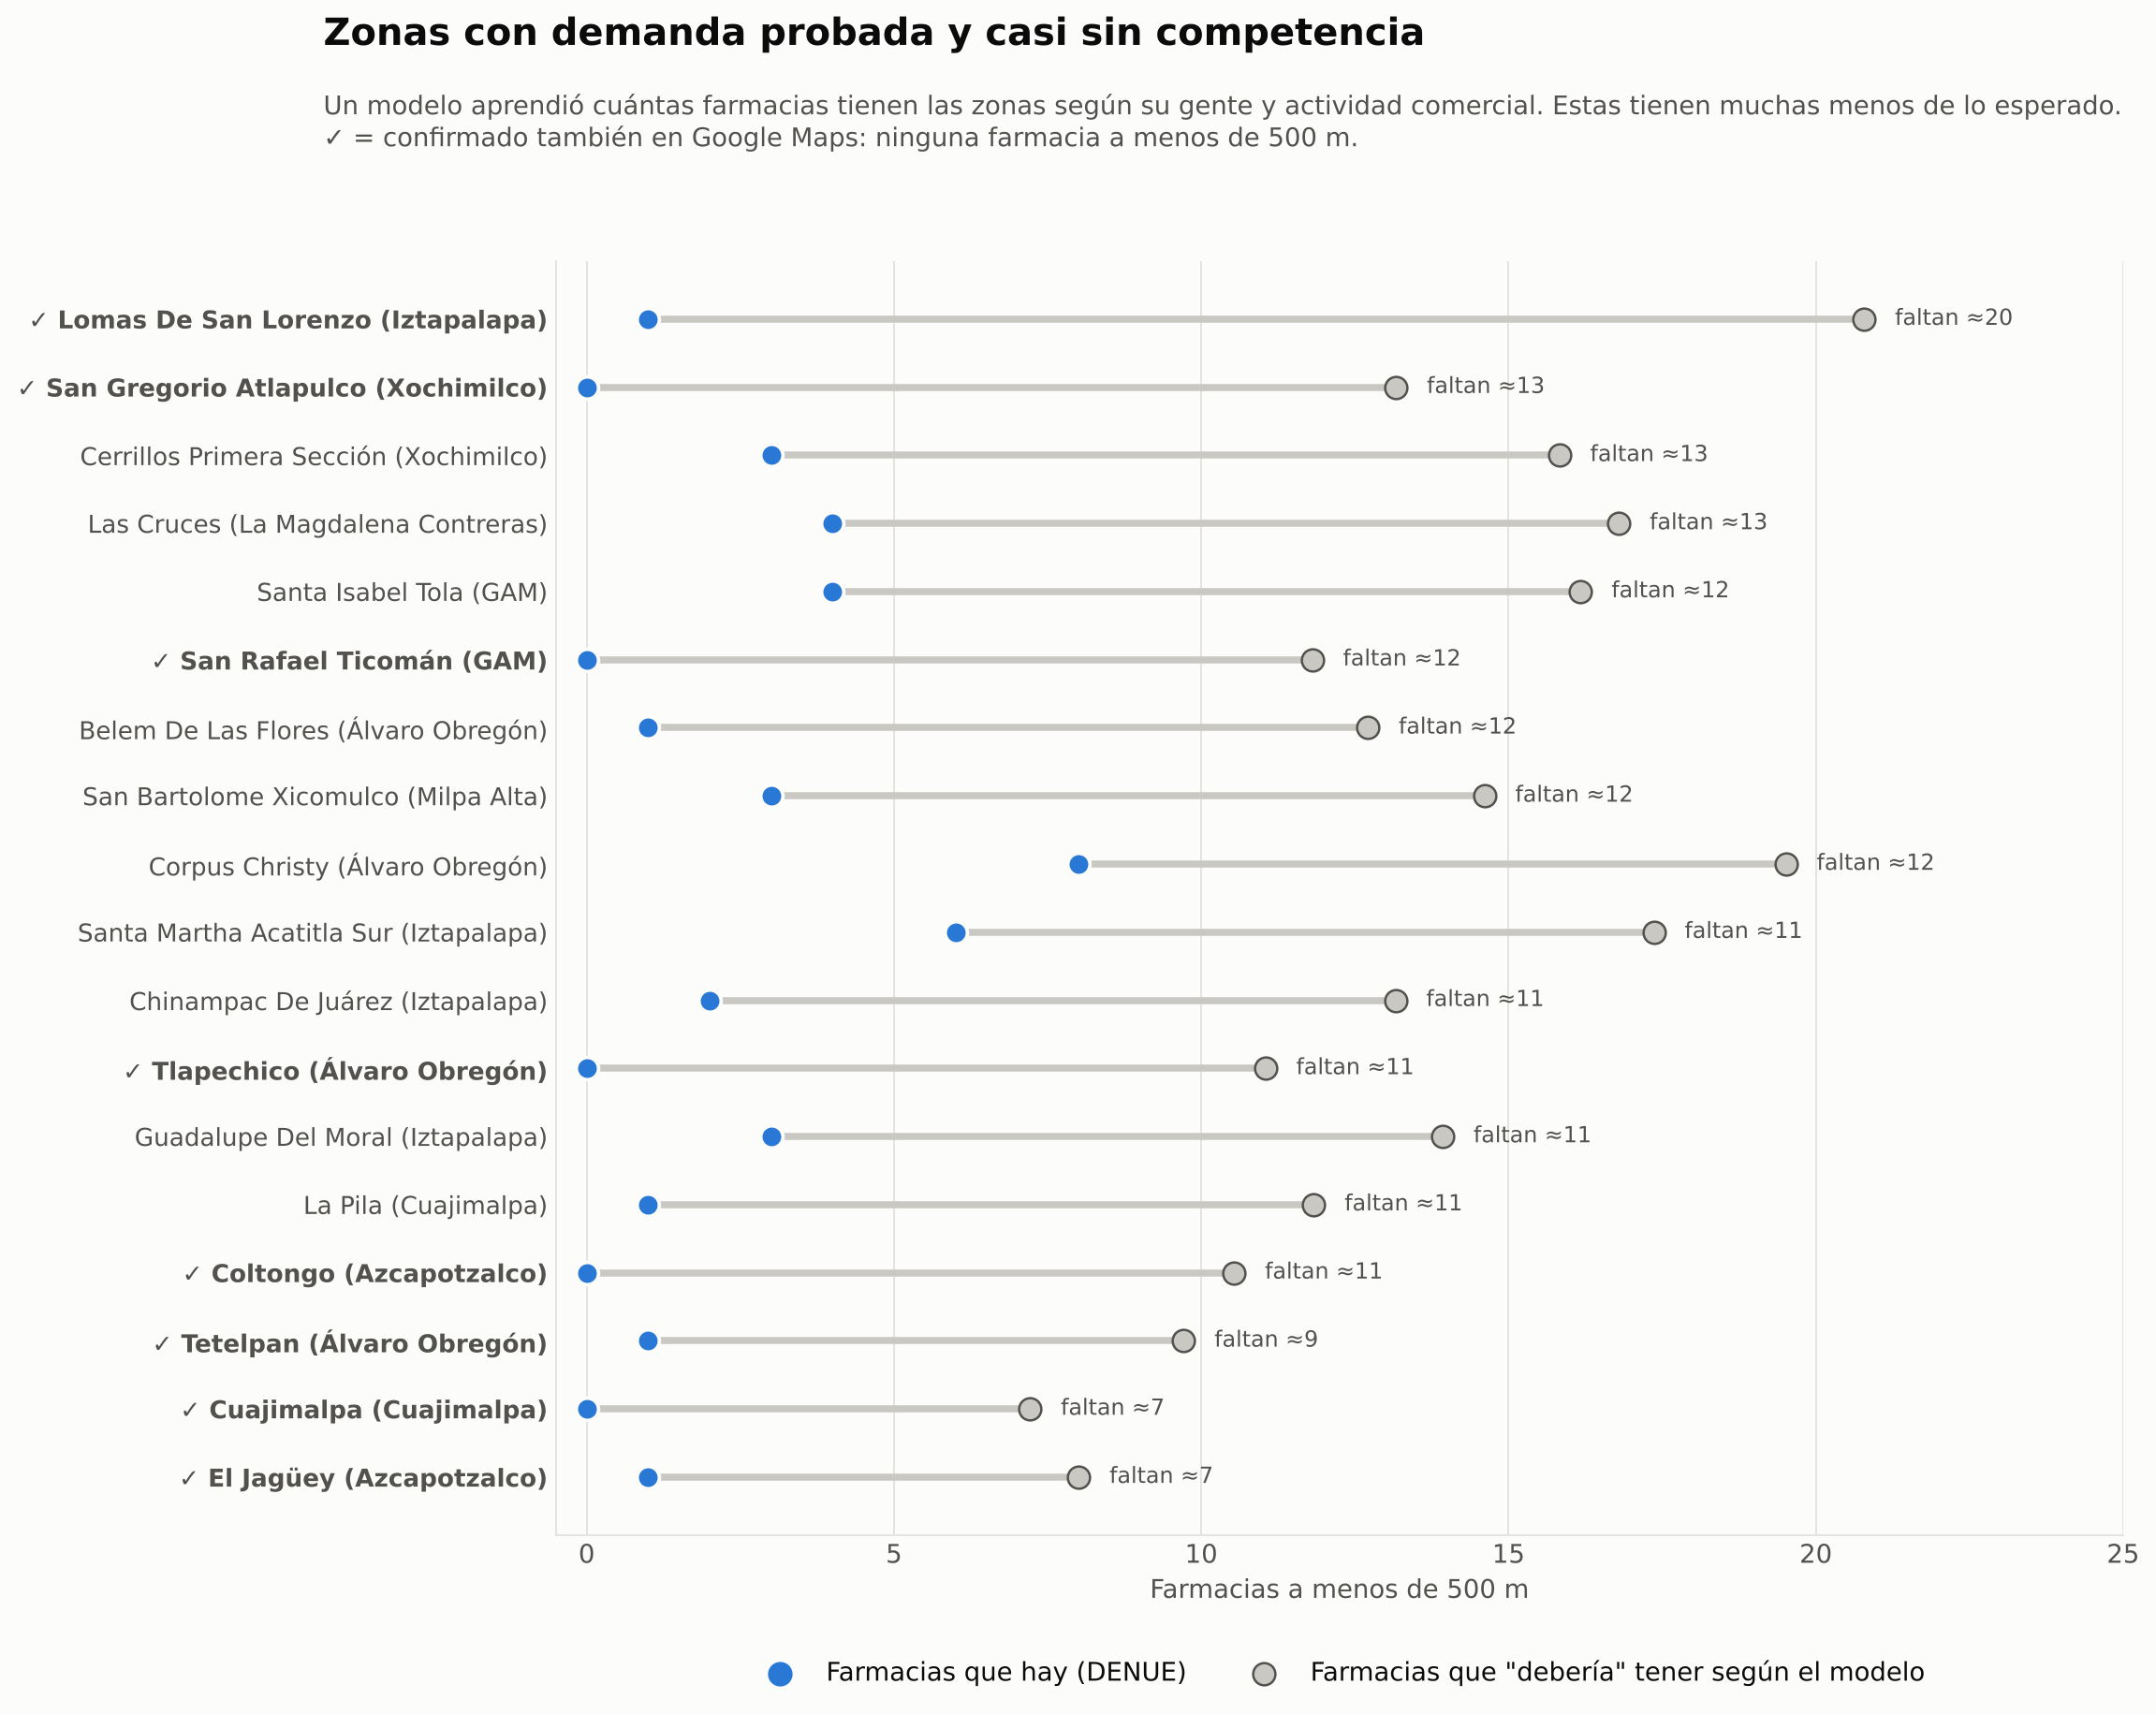 Zonas con demanda probada y casi sin competencia
Un modelo aprendió cuántas farmacias tienen las zonas según su gente y actividad comercial. Estas tienen muchas menos de lo esperado.
✓ = confirmado también en Google Maps: ninguna farmacia a menos de 500 m.
✓ Lomas De San Lorenzo (Iztapalapa) faltan ≈20
✓ San Gregorio Atlapulco (Xochimilco) faltan ≈13
Cerrillos Primera Sección (Xochimilco) faltan ≈13
Las Cruces (La Magdalena Contreras) faltan ≈13
Santa Isabel Tola (GAM) faltan ≈12
✓ San Rafael Ticomán (GAM) faltan ≈12
Belem De Las Flores (Álvaro Obregón) faltan ≈12
San Bartolome Xicomulco (Milpa Alta) faltan ≈12
Corpus Christy (Álvaro Obregón) faltan ≈12
Santa Martha Acatitla Sur (Iztapalapa) faltan ≈11
Chinampac De Juárez (Iztapalapa) faltan ≈11
✓ Tlapechico (Álvaro Obregón) faltan ≈11
Guadalupe Del Moral (Iztapalapa) faltan ≈11
La Pila (Cuajimalpa) faltan ≈11
✓ Coltongo (Azcapotzalco) faltan ≈11
✓ Tetelpan (Álvaro Obregón) faltan ≈9
✓ Cuajimalpa (Cuajimalpa) faltan ≈7
✓ El Jagüey (Azcapotzalco) faltan ≈7
0 5 10 15 20 25
Farmacias a menos de 500 m
Farmacias que hay (DENUE) Farmacias que "debería" tener según el modelo